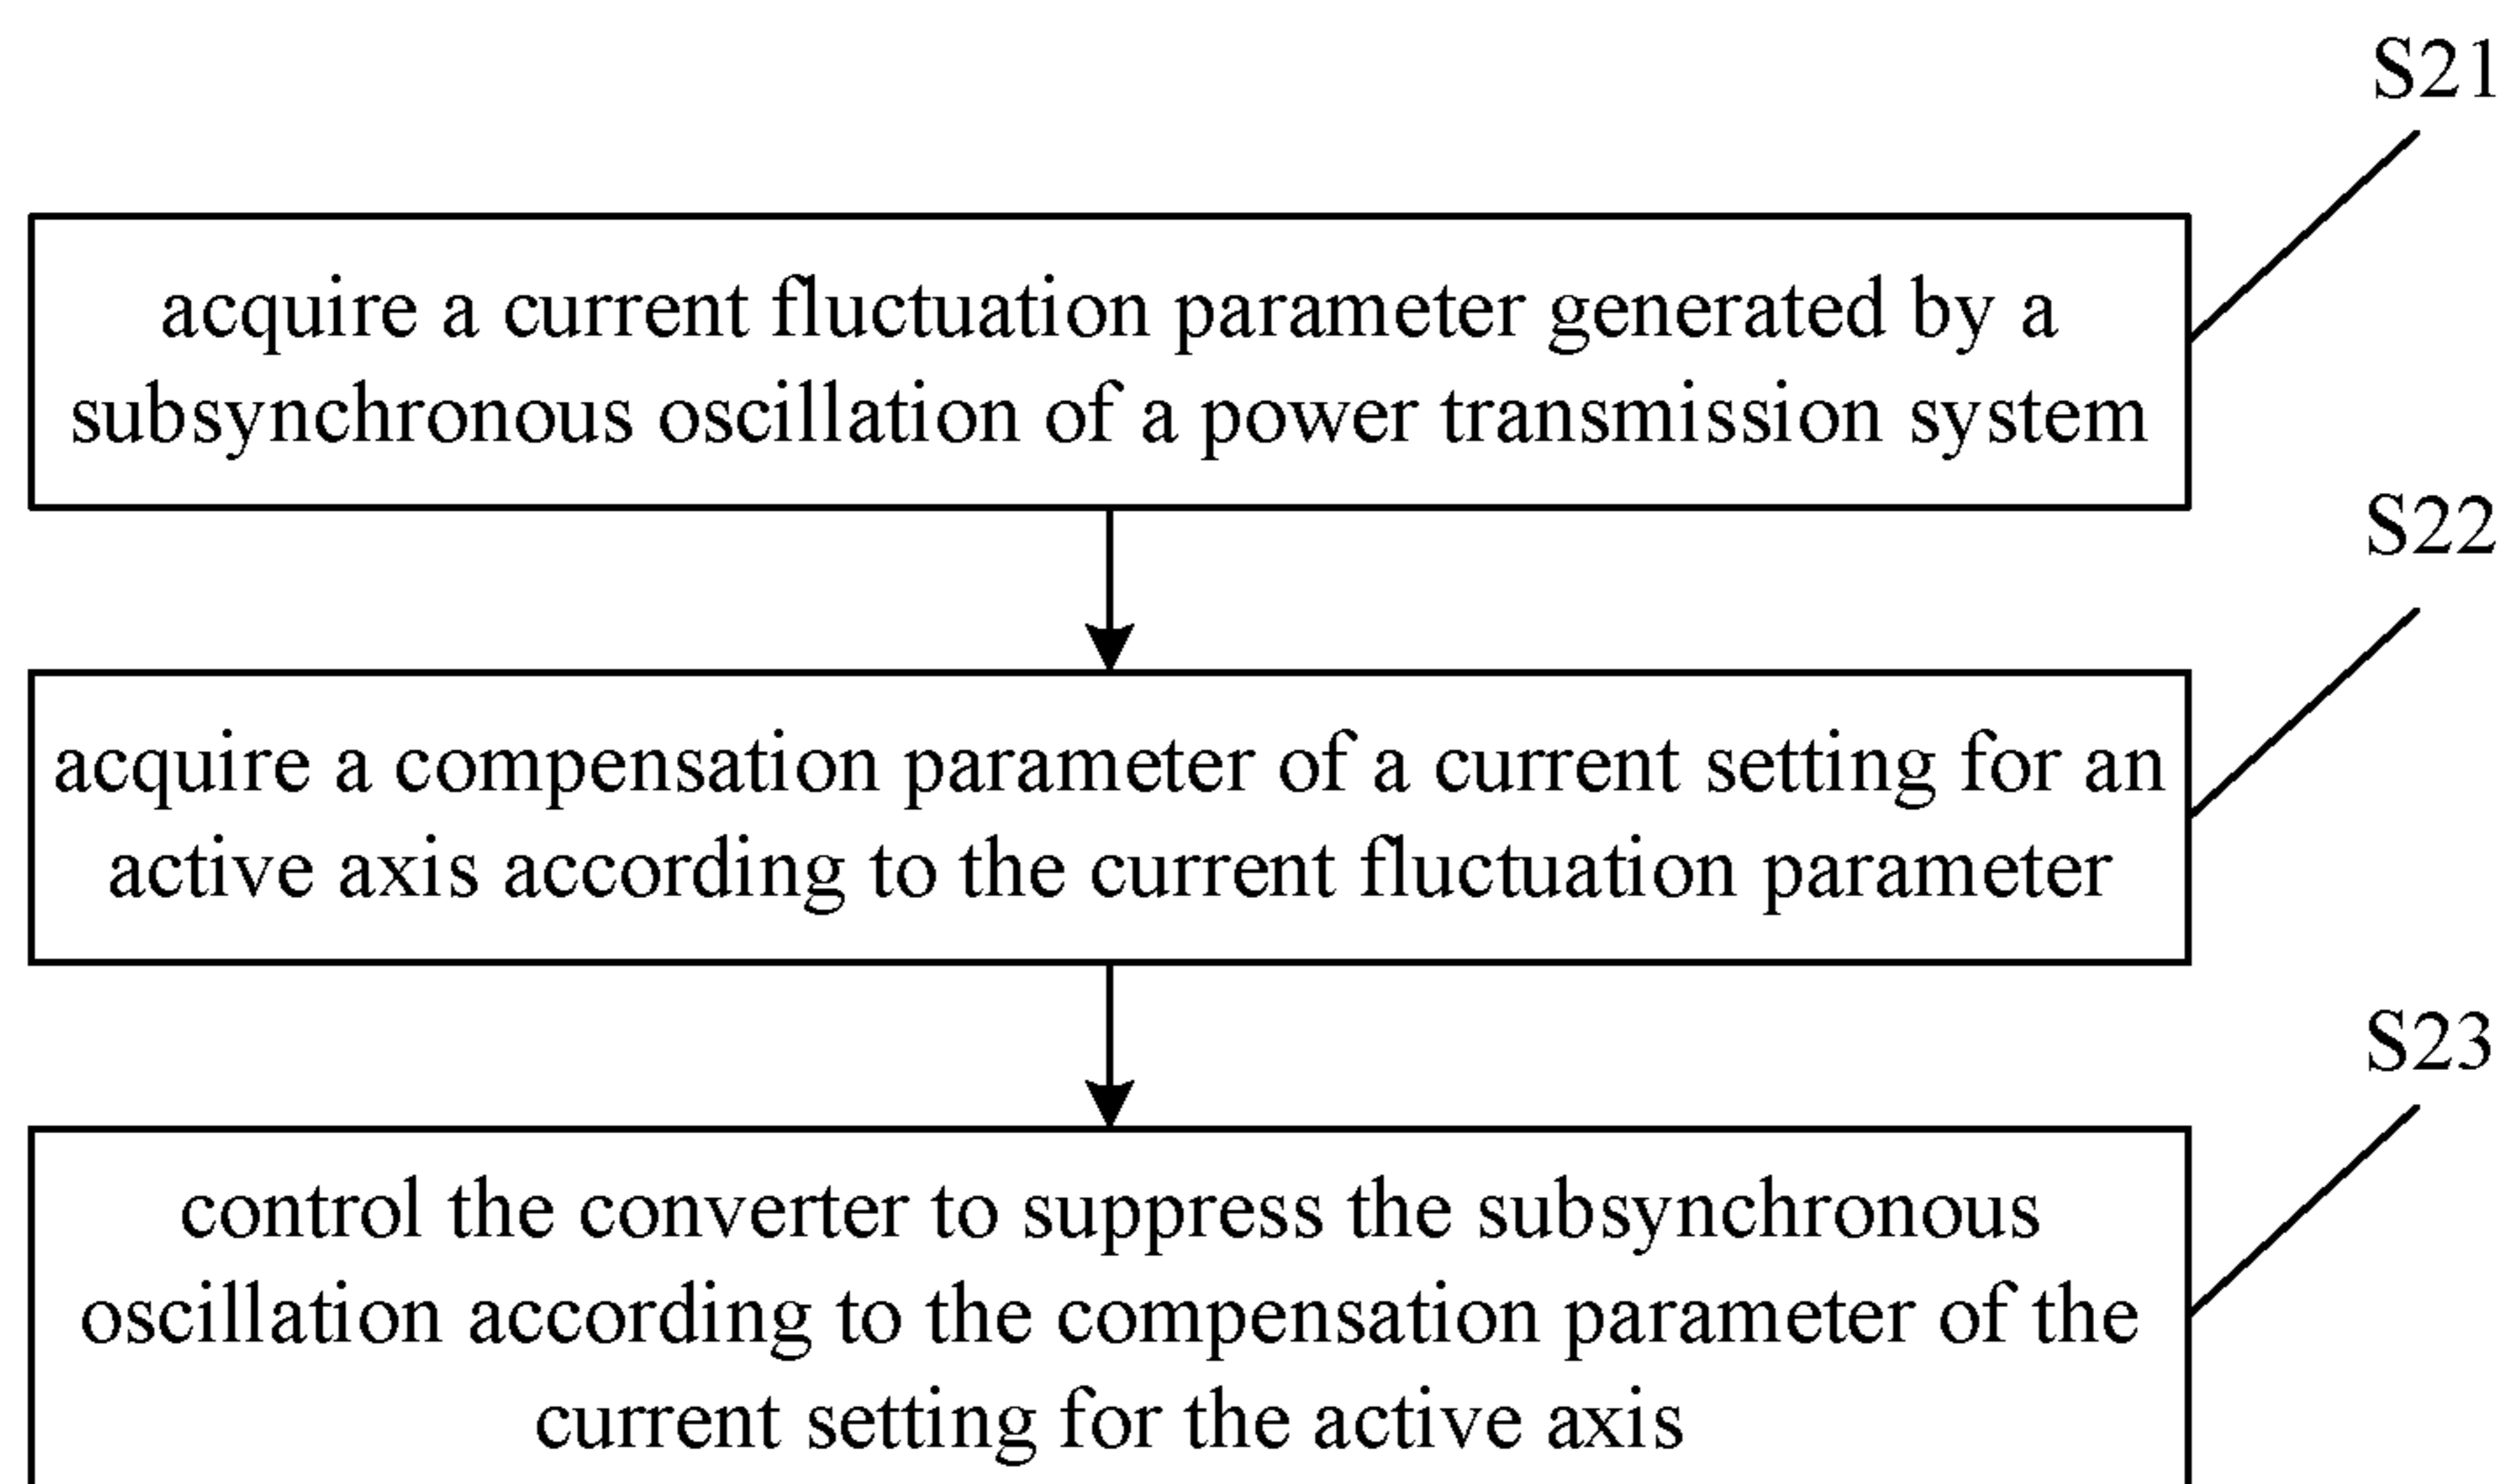 S21
acquire a current fluctuation parameter generated by a
subsynchronous oscillation of a power transmission system
S22
acquire a compensation parameter of a current setting for an
active axis according to the current fluctuation parameter
S23
control the converter to suppress the subsynchronous
oscillation according to the compensation parameter of the
current setting for the active axis